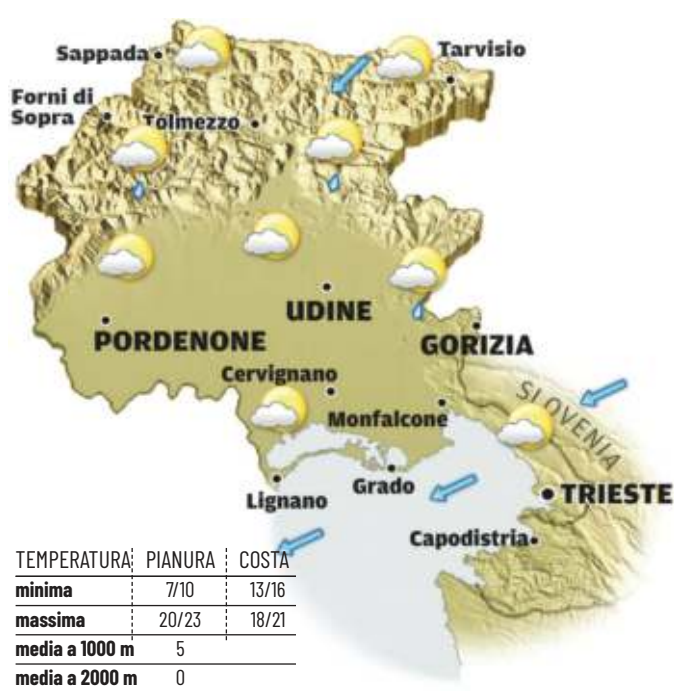 Sappada
Tarvisio
Forni di
Sopra
Tolmezzo
UDINE
PORDENONE
GORIZIA
Cervignano
SLOVENIA
Monfalcone
Grado
Lignano
TRIESTE
Capodistria
TEMPERATURA PIANURA COSTA
minima 7/10 13/16
massima 20/23 18/21
media a 1000 m 5
media a 2000 m 0